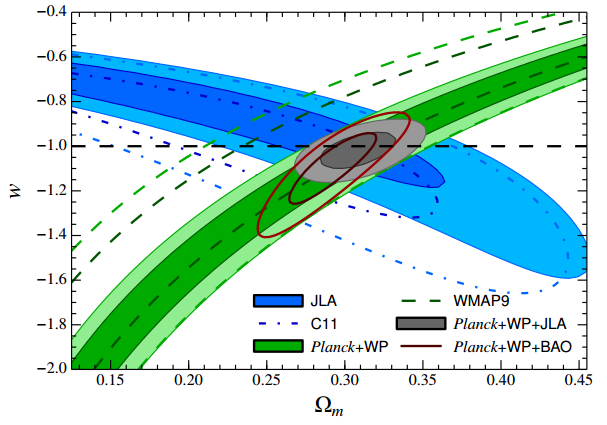 −0.4
−0.6
−0.8
−1.0
−1.2
−1.4
−1.6
−1.8
−2.0
w
0.15 0.20 0.25 0.30 0.35 0.40 0.45
Ωm
JLA WMAP9
C11 Planck+WP+JLA
Planck+WP Planck+WP+BAO